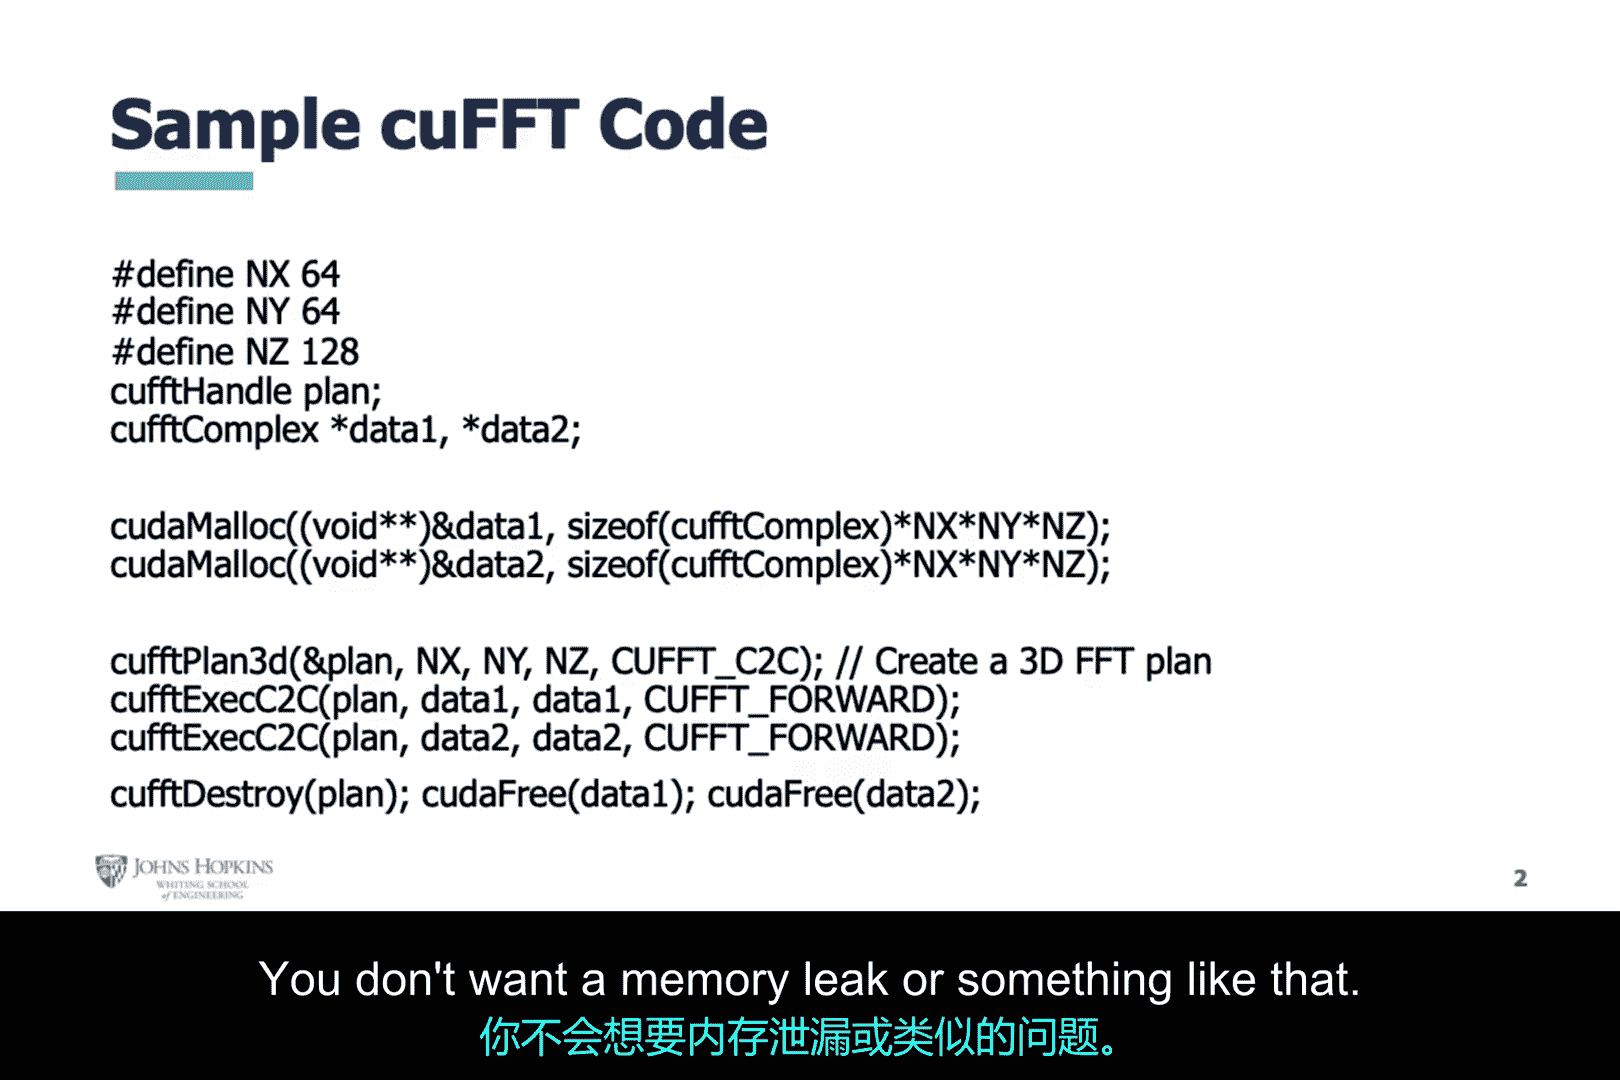 Sample cuFFT Code
#define NX 64
#define NY 64
#define NZ 128
cufftHandle plan;
cufftComplex *data1, *data2;
cudaMalloc((void**)&data1, sizeof(cufftComplex)*NX*NY*NZ);
cudaMalloc((void**)&data2, sizeof(cufftComplex)*NX*NY*NZ);
cufftPlan3d(&plan, NX, NY, NZ, CUFFT_C2C); // Create a 3D FFT plan
cufftExecC2C(plan, data1, data1, CUFFT_FORWARD);
cufftExecC2C(plan, data2, data2, CUFFT_FORWARD);
cufftDestroy(plan); cudaFree(data1); cudaFree(data2);
JOHNS HOPKINS
WHITING SCHOOL
of ENGINEERING
2
You don't want a memory leak or something like that.
你不会想要内存泄漏或类似的问题。